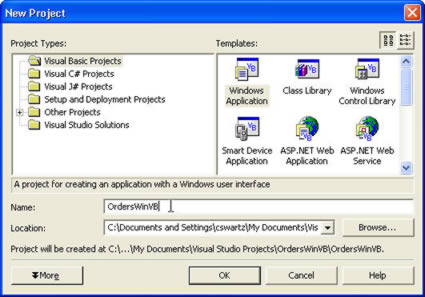 New Project
Project Types:
Templates:
Visual Basic Projects
Visual C# Projects
Visual J# Projects
Setup and Deployment Projects
Other Projects
Visual Studio Solutions
Windows Application
Class Library
Windows Control Library
Smart Device Application
ASP.NET Web Application
ASP.NET Web Service
A project for creating an application with a Windows user interface
Name:
OrdersWinVB
Location:
C:\Documents and Settings\cswartz\My Documents\Vis
Browse...
Project will be created at C:\...\My Documents\Visual Studio Projects\OrdersWinVB\OrdersWinVB.
More
OK
Cancel
Help